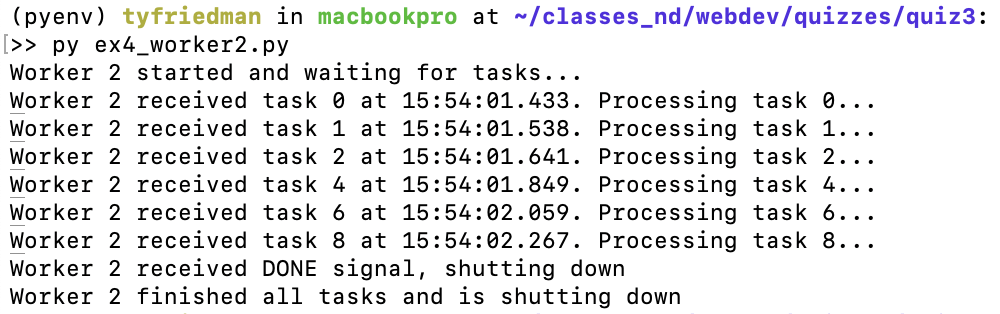 (pyenv) tyfriedman in macbookpro at ~/classes_nd/webdev/quizzes/quiz3:
[>> py ex4_worker2.py
Worker 2 started and waiting for tasks...
Worker 2 received task 0 at 15:54:01.433. Processing task 0...
Worker 2 received task 1 at 15:54:01.538. Processing task 1...
Worker 2 received task 2 at 15:54:01.641. Processing task 2...
Worker 2 received task 4 at 15:54:01.849. Processing task 4...
Worker 2 received task 6 at 15:54:02.059. Processing task 6...
Worker 2 received task 8 at 15:54:02.267. Processing task 8...
Worker 2 received DONE signal, shutting down
Worker 2 finished all tasks and is shutting down